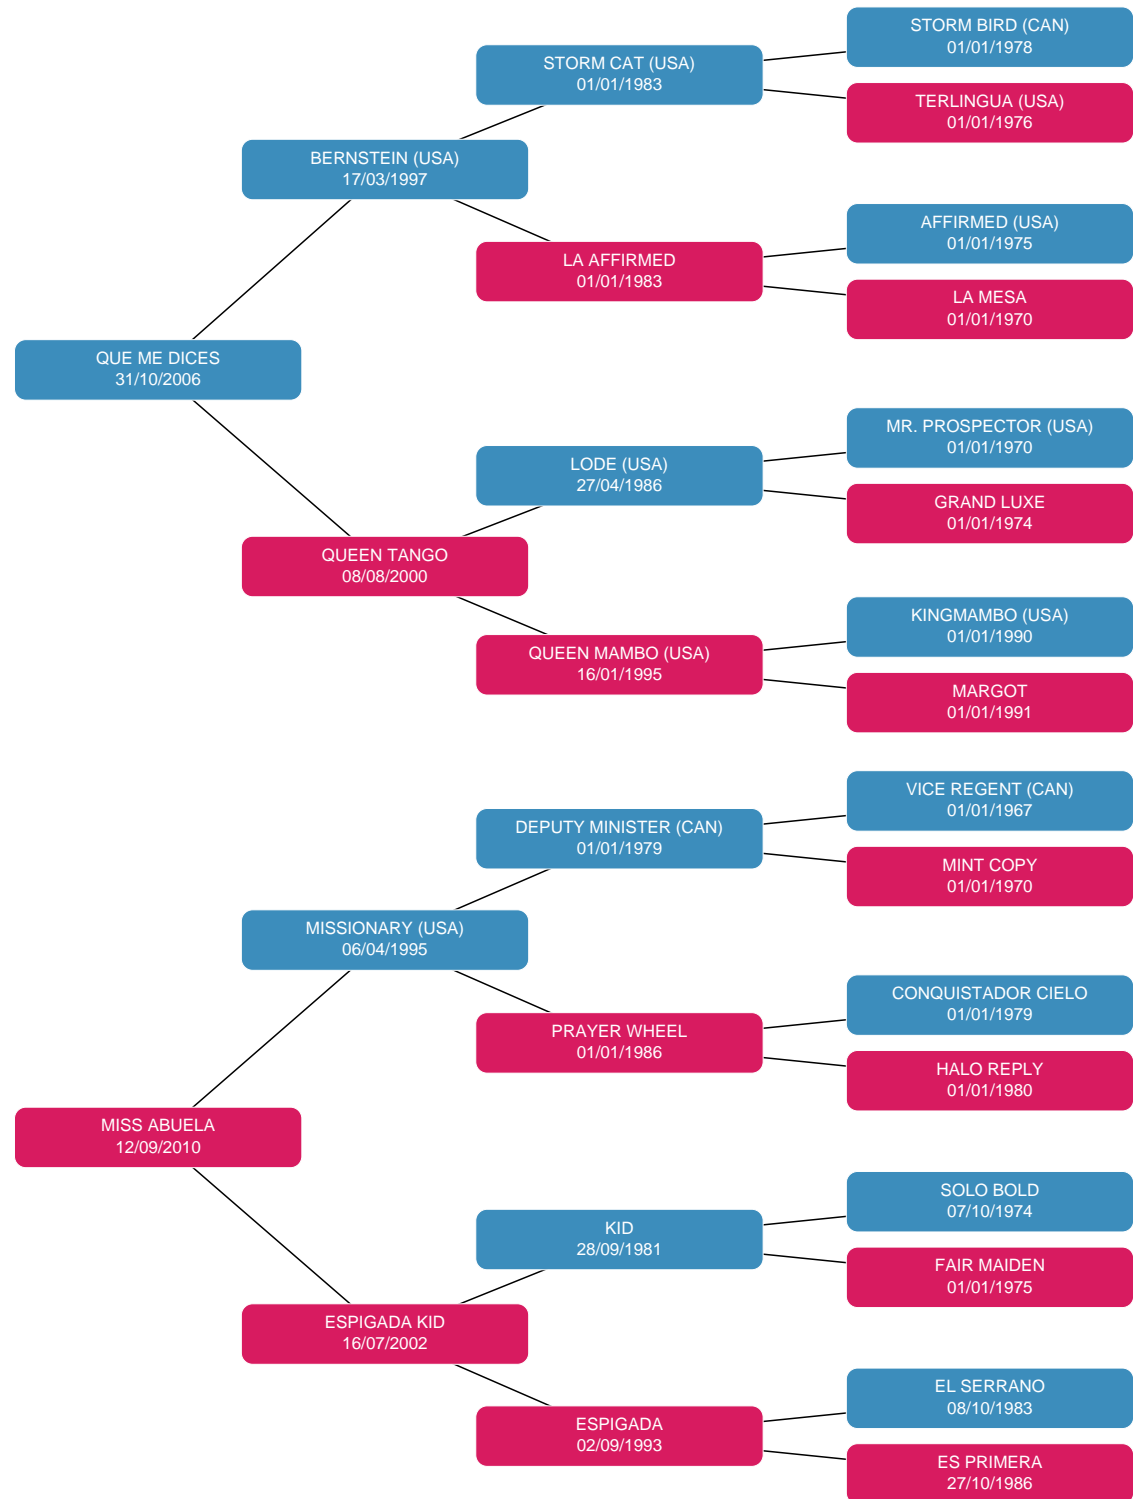 STORM BIRD (CAN)
01/01/1978
STORM CAT (USA)
01/01/1983
TERLINGUA (USA)
01/01/1976
BERNSTEIN (USA)
17/03/1997
AFFIRMED (USA)
01/01/1975
LA AFFIRMED
01/01/1983
LA MESA
01/01/1970
QUE ME DICES
31/10/2006
MR. PROSPECTOR (USA)
01/01/1970
LODE (USA)
27/04/1986
GRAND LUXE
01/01/1974
QUEEN TANGO
08/08/2000
KINGMAMBO (USA)
01/01/1990
QUEEN MAMBO (USA)
16/01/1995
MARGOT
01/01/1991
VICE REGENT (CAN)
01/01/1967
DEPUTY MINISTER (CAN)
01/01/1979
MINT COPY
01/01/1970
MISSIONARY (USA)
06/04/1995
CONQUISTADOR CIELO
01/01/1979
PRAYER WHEEL
01/01/1986
HALO REPLY
01/01/1980
MISS ABUELA
12/09/2010
SOLO BOLD
07/10/1974
KID
28/09/1981
FAIR MAIDEN
01/01/1975
ESPIGADA KID
16/07/2002
EL SERRANO
08/10/1983
ESPIGADA
02/09/1993
ES PRIMERA
27/10/1986